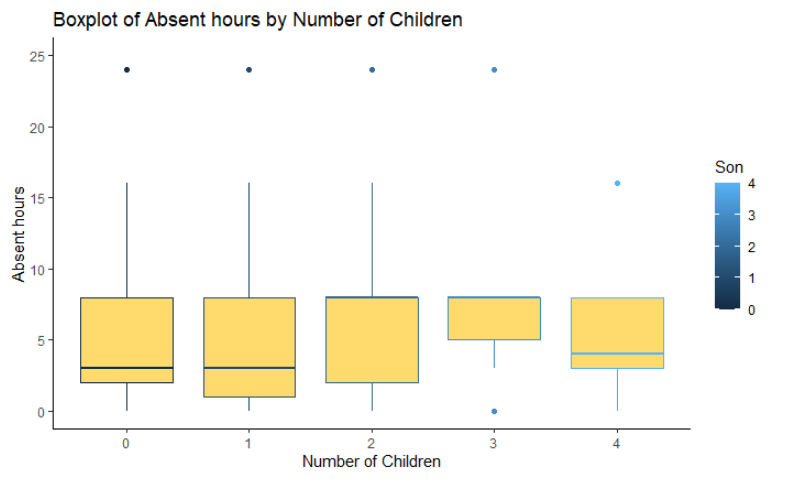 Boxplot of Absent hours by Number of Children
25
20
15
10
5
0
Absent hours
0 1 2 3 4
Number of Children
Son
4
3
2
1
0